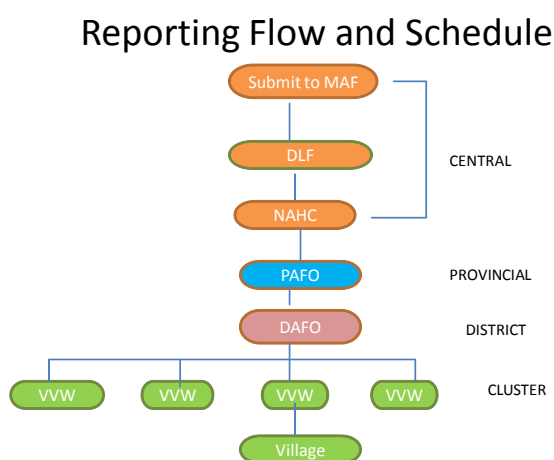 Reporting Flow and Schedule
Submit to MAF
DLF
CENTRAL
NAHC
PAFO
PROVINCIAL
DAFO
DISTRICT
VVW
VVW
VVW
VVW
CLUSTER
Village